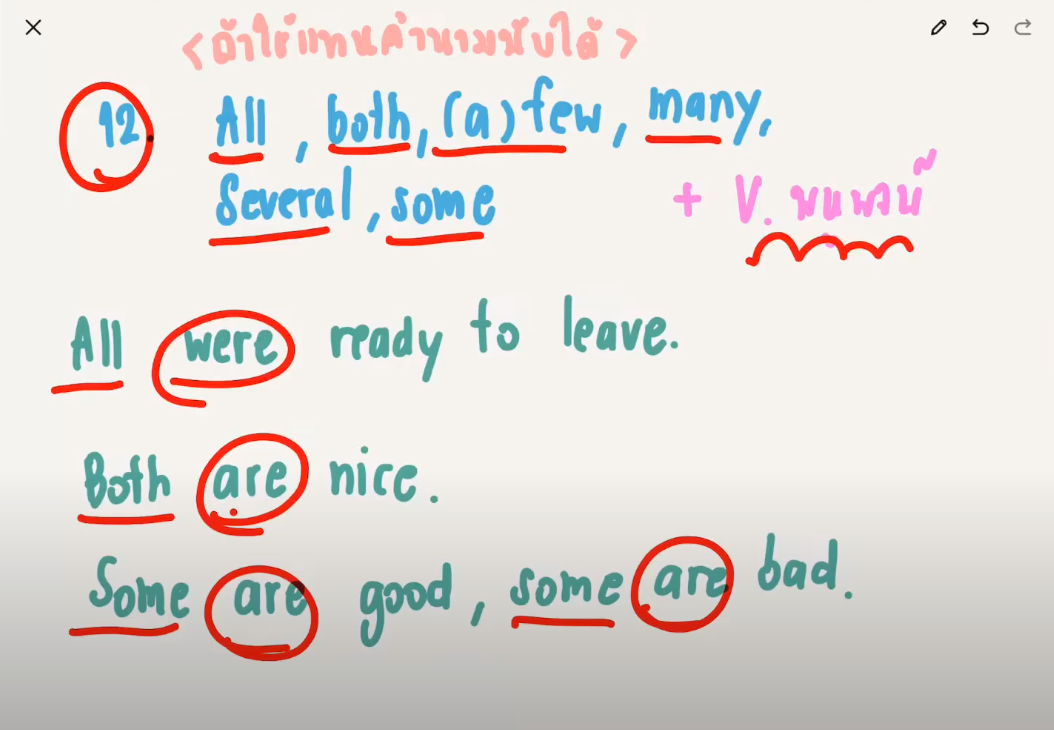 <ถ้าใช้แทนคำนามนับได้>
12. All, both, (a) few, many,
Several, some + V. พหูพจน์
All were ready to leave.
Both are nice.
Some are good, some are bad.